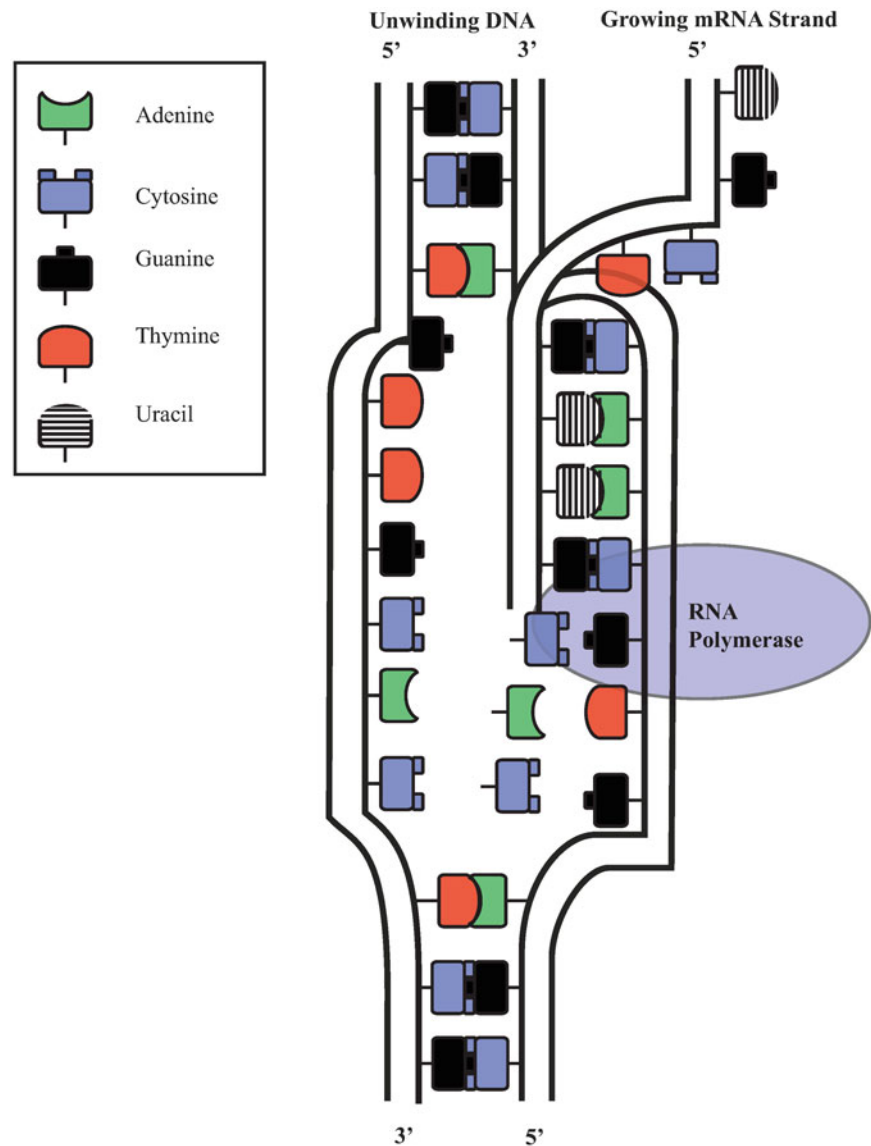 Unwinding DNA
Growing mRNA Strand
5’
3’
5’
Adenine
Cytosine
Guanine
Thymine
Uracil
RNA
Polymerase
3’
5’